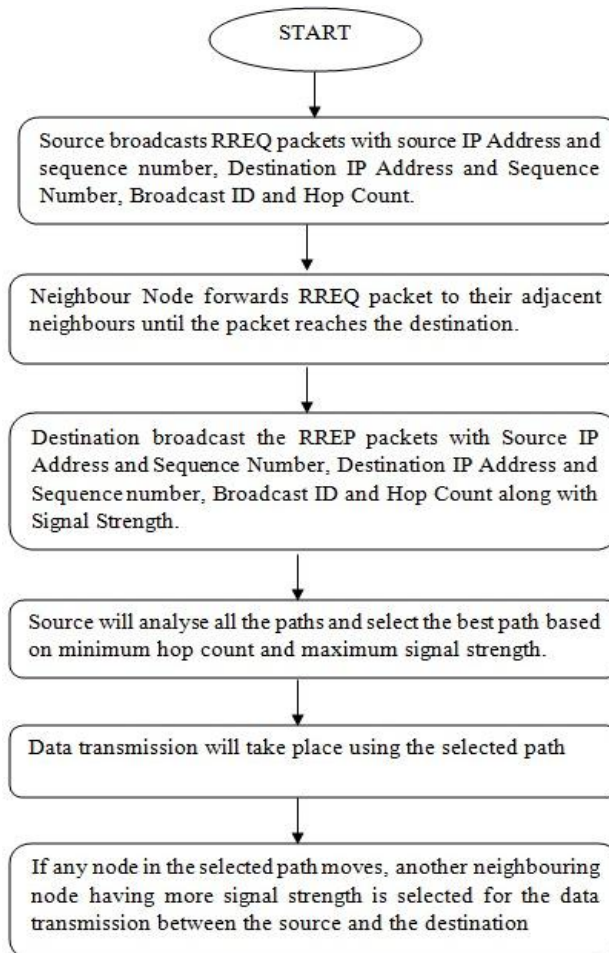 START
Source broadcasts RREQ packets with source IP Address and
sequence number, Destination IP Address and Sequence
Number, Broadcast ID and Hop Count.
Neighbour Node forwards RREQ packet to their adjacent
neighbours until the packet reaches the destination.
Destination broadcast the RREP packets with Source IP
Address and Sequence Number, Destination IP Address and
Sequence number, Broadcast ID and Hop Count along with
Signal Strength.
Source will analyse all the paths and select the best path based
on minimum hop count and maximum signal strength.
Data transmission will take place using the selected path
If any node in the selected path moves, another neighbouring
node having more signal strength is selected for the data
transmission between the source and the destination